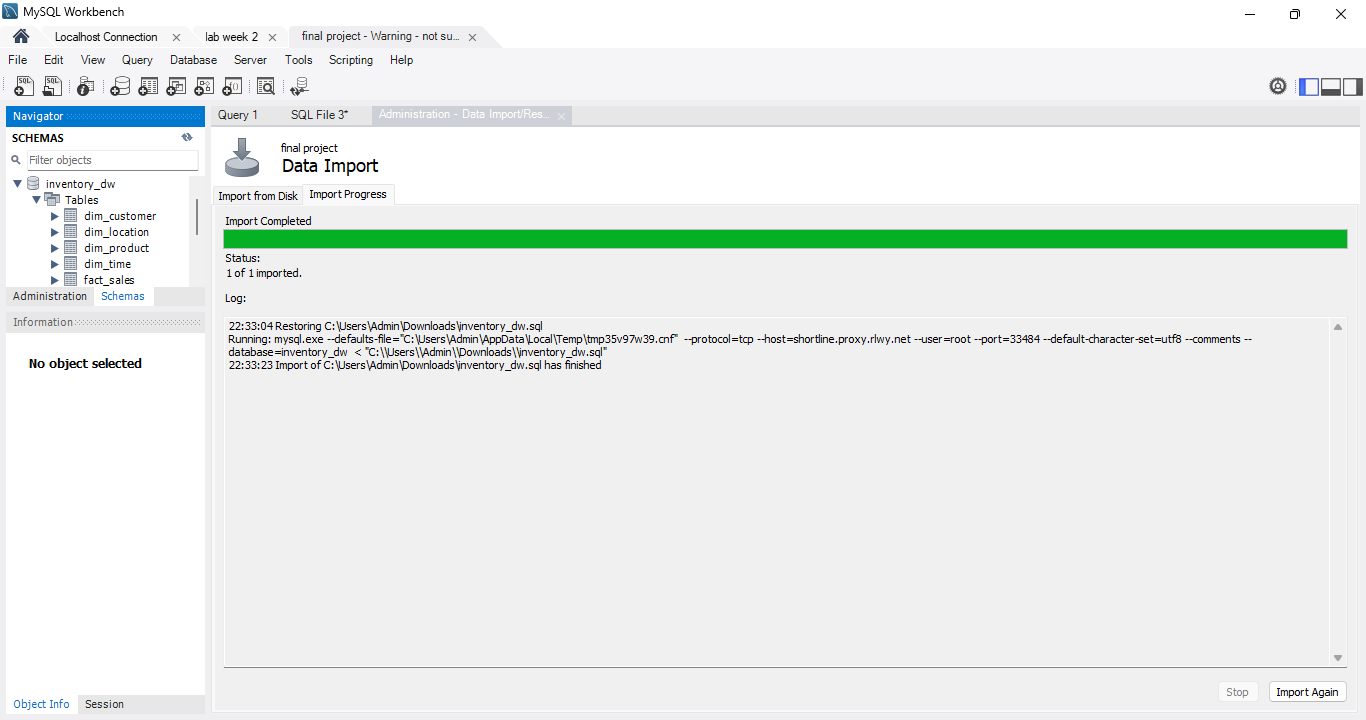 MySQL Workbench
Localhost Connection
lab week 2
final project - Warning - not su...
File Edit View Query Database Server Tools Scripting Help
SQL SQL
Navigator
SCHEMAS
Filter objects
inventory_dw
Tables
dim_customer
dim_location
dim_product
dim_time
fact_sales
Administration Schemas
Information
No object selected
Object Info Session
Query 1 SQL File 3* Administration - Data Import/Res...
final project
Data Import
Import from Disk Import Progress
Import Completed
Status:
1 of 1 imported.
Log:
22:33:04 Restoring C:\Users\Admin\Downloads\inventory_dw.sql
Running: mysql.exe --defaults-file="C:\Users\Admin\AppData\Local\Temp\tmp35v97w39.cnf" --protocol=tcp --host=shortline.proxy.rlwy.net --user=root --port=33484 --default-character-set=utf8 --comments --
database=inventory_dw < "C:\\Users\\Admin\\Downloads\\inventory_dw.sql"
22:33:23 Import of C:\Users\Admin\Downloads\inventory_dw.sql has finished
Stop Import Again